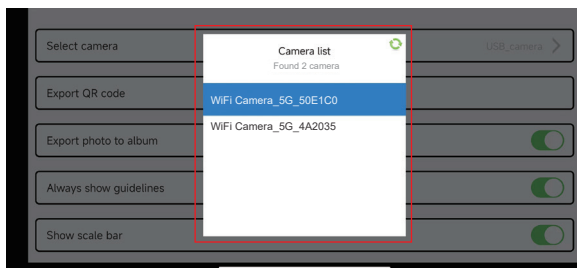 Select camera
USB_camera
Camera list
Found 2 camera
Export QR code
WiFi Camera_5G_50E1C0
Export photo to album
WiFi Camera_5G_4A2035
Always show guidelines
Show scale bar